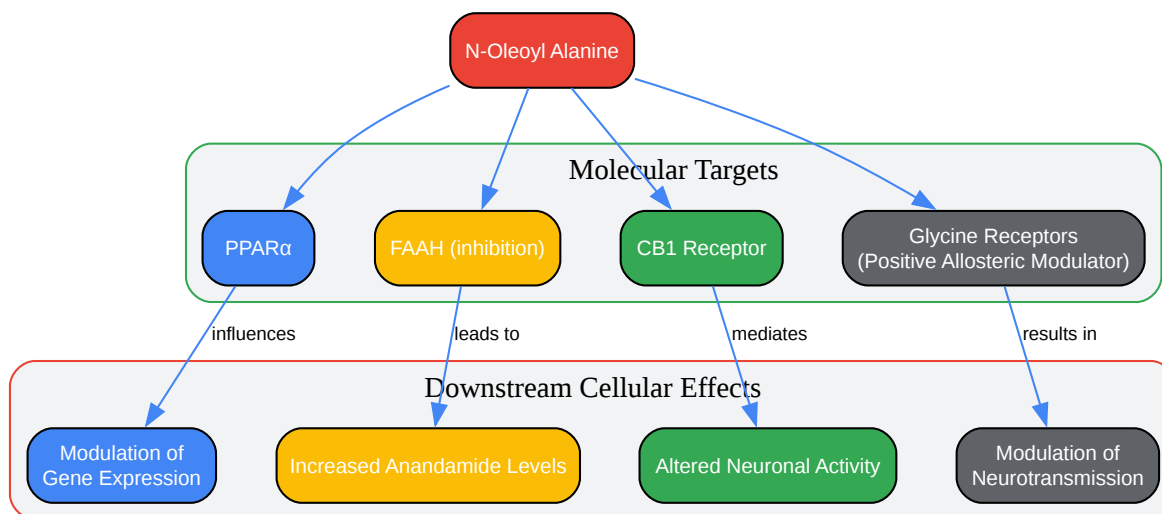 N-Oleoyl Alanine
Molecular Targets
PPARα
FAAH (inhibition)
CB1 Receptor
Glycine Receptors
(Positive Allosteric Modulator)
influences
leads to
mediates
results in
Downstream Cellular Effects
Modulation of
Gene Expression
Increased Anandamide Levels
Altered Neuronal Activity
Modulation of
Neurotransmission